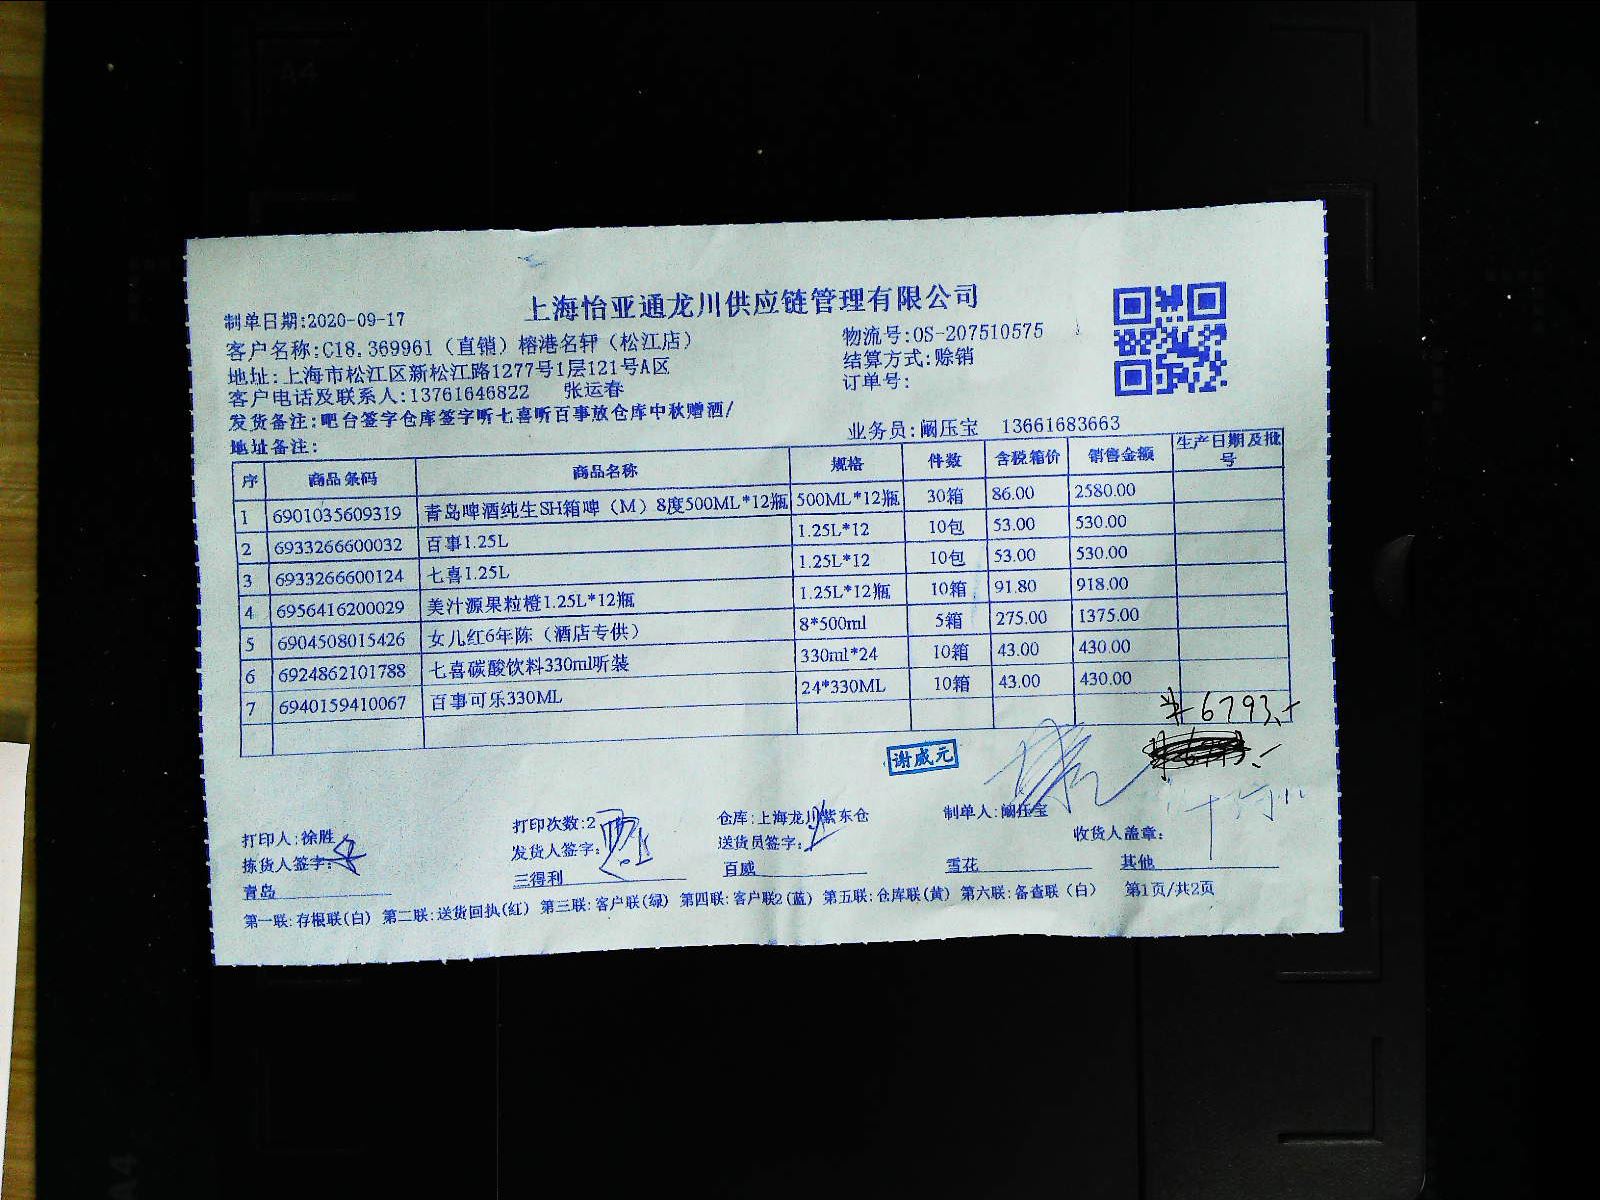 上海怡亚通龙川供应链管理有限公司
制单日期:2020-09-17
客户名称:C18.369961（直销）榕港名轩（松江店）
物流号:OS-207510575
地址:上海市松江区新松江路1277号1层121号A区
结算方式:赊销
客户电话及联系人:13761646822 张运春
订单号:
发货备注:吧台签字仓库签字听七喜听百事放仓库中秋赠酒/
地址备注:
业务员:阚压宝 13661683663
序 商品条码 商品名称 规格 件数 含税箱价 销售金额 生产日期及批号
1 6901035609319 青岛啤酒纯生SH箱啤（M）8度500ML*12瓶 500ML*12瓶 30箱 86.00 2580.00
2 6933266600032 百事1.25L 1.25L*12 10包 53.00 530.00
3 6933266600124 七喜1.25L 1.25L*12 10包 53.00 530.00
4 6956416200029 美汁源果粒橙1.25L*12瓶 1.25L*12瓶 10箱 91.80 918.00
5 6904508015426 女儿红6年陈（酒店专供） 8*500ml 5箱 275.00 1375.00
6 6924862101788 七喜碳酸饮料330ml听装 330ml*24 10箱 43.00 430.00
7 6940159410067 百事可乐330ML 24*330ML 10箱 43.00 430.00
6793.-
谢威元
打印人:徐胜 打印次数:2 仓库:上海龙川紫东仓 制单人:阚压宝
拣货人签字: 发货人签字: 送货员签字: 收货人盖章:
青岛 三得利 百威 雪花 其他
第一联:存根联(白) 第二联:送货回执(红) 第三联:客户联(绿) 第四联:客户联2(蓝) 第五联:仓库联(黄) 第六联:备查联（白） 第1页/共2页